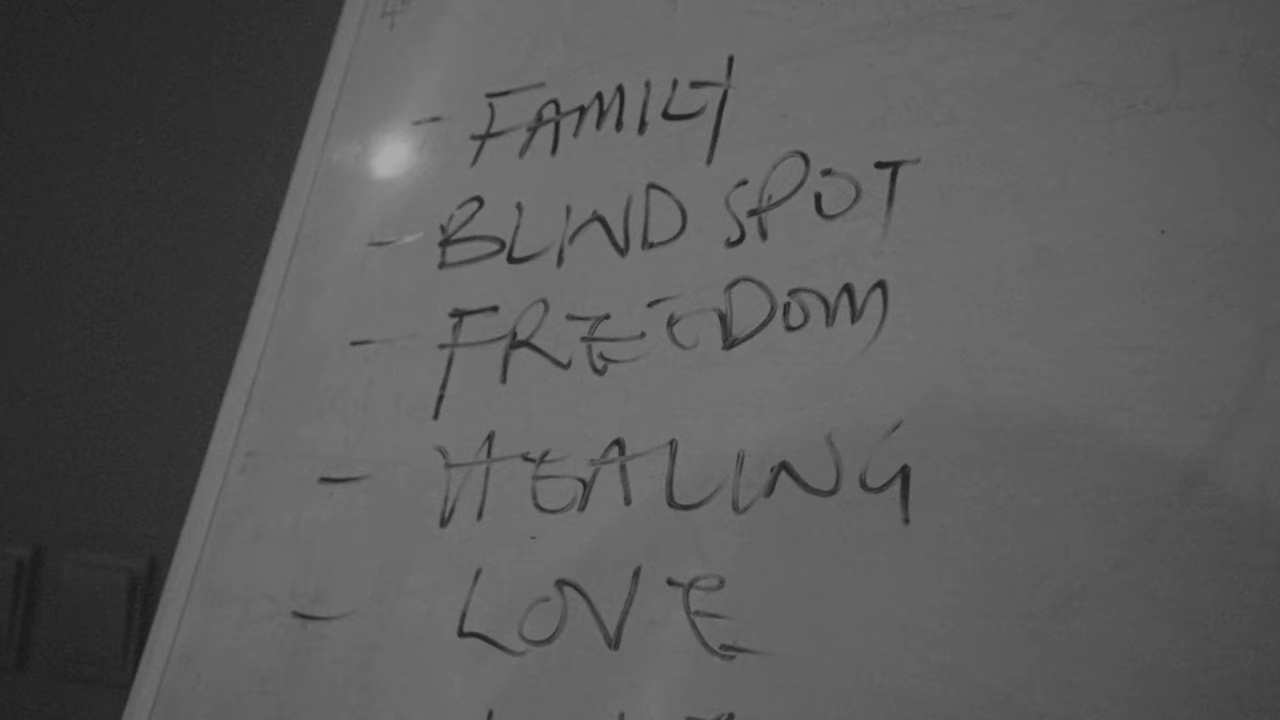 - FAMILY
- BLIND SPOT
- FREEDOM
- HEALING
- LOVE